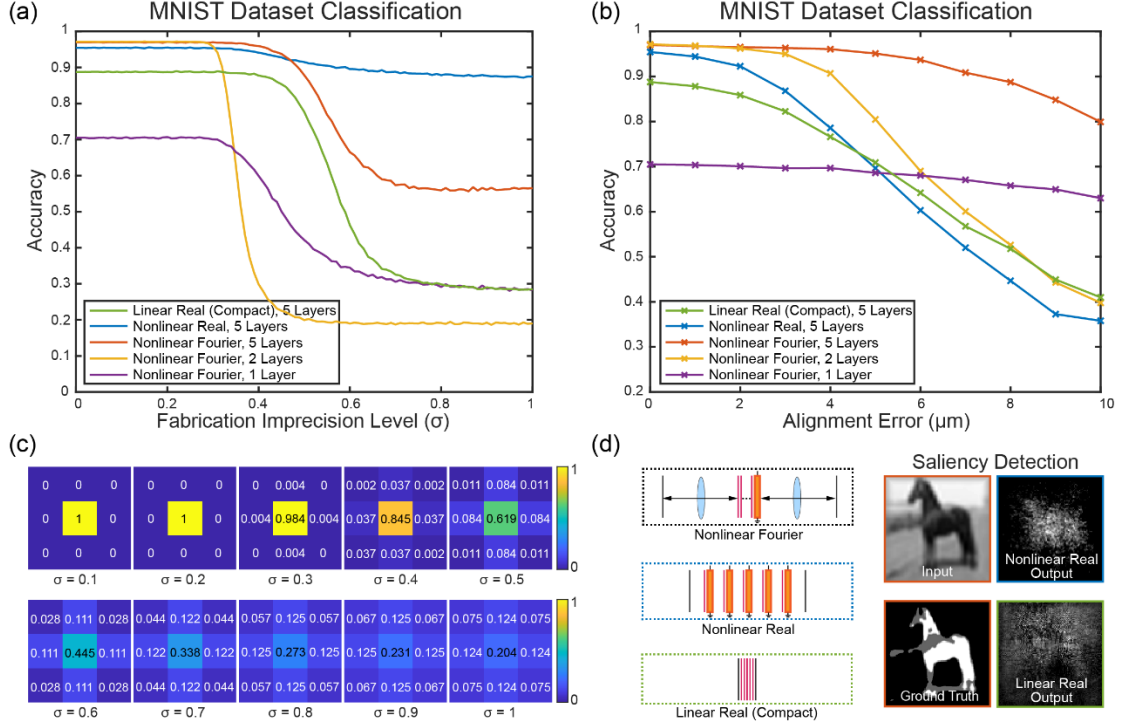 (a)
MNIST Dataset Classification
1
0.9
0.8
0.7
0.6
0.5
0.4
0.3
0.2
0.1
0
Accuracy
Linear Real (Compact), 5 Layers
Nonlinear Real, 5 Layers
Nonlinear Fourier, 5 Layers
Nonlinear Fourier, 2 Layers
Nonlinear Fourier, 1 Layer
0 0.2 0.4 0.6 0.8 1
Fabrication Imprecision Level (σ)
(b)
MNIST Dataset Classification
1
0.9
0.8
0.7
0.6
0.5
0.4
0.3
0.2
Accuracy
Linear Real (Compact), 5 Layers
Nonlinear Real, 5 Layers
Nonlinear Fourier, 5 Layers
Nonlinear Fourier, 2 Layers
Nonlinear Fourier, 1 Layer
0 2 4 6 8 10
Alignment Error (μm)
(c)
0 0 0 0 0 0 0 0.004 0 0.002 0.037 0.002 0.011 0.084 0.011 1
0 1 0 0 1 0 0.004 0.984 0.004 0.037 0.845 0.037 0.084 0.619 0.084
0 0 0 0 0 0 0 0.004 0 0.002 0.037 0.002 0.011 0.084 0.011 0
σ = 0.1 σ = 0.2 σ = 0.3 σ = 0.4 σ = 0.5
0.028 0.111 0.028 0.044 0.122 0.044 0.057 0.125 0.057 0.067 0.125 0.067 0.075 0.124 0.075 1
0.111 0.445 0.111 0.122 0.338 0.122 0.125 0.273 0.125 0.125 0.231 0.125 0.124 0.204 0.124
0.028 0.111 0.028 0.044 0.122 0.044 0.057 0.125 0.057 0.067 0.125 0.067 0.075 0.124 0.075 0
σ = 0.6 σ = 0.7 σ = 0.8 σ = 0.9 σ = 1
(d)
Nonlinear Fourier
Nonlinear Real
Linear Real (Compact)
Saliency Detection
Input
Nonlinear Real
Output
Ground Truth
Linear Real
Output